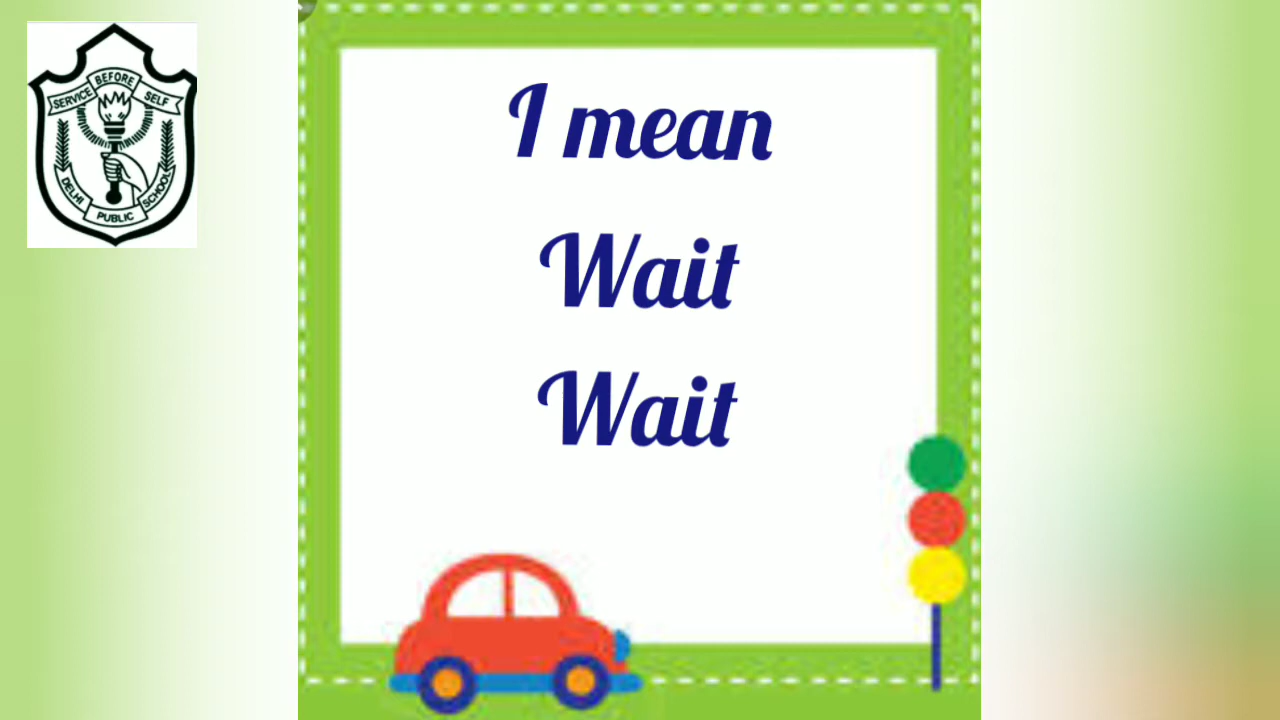 SERVICE BEFORE SELF
DELHI PUBLIC SCHOOL
I mean
Wait
Wait